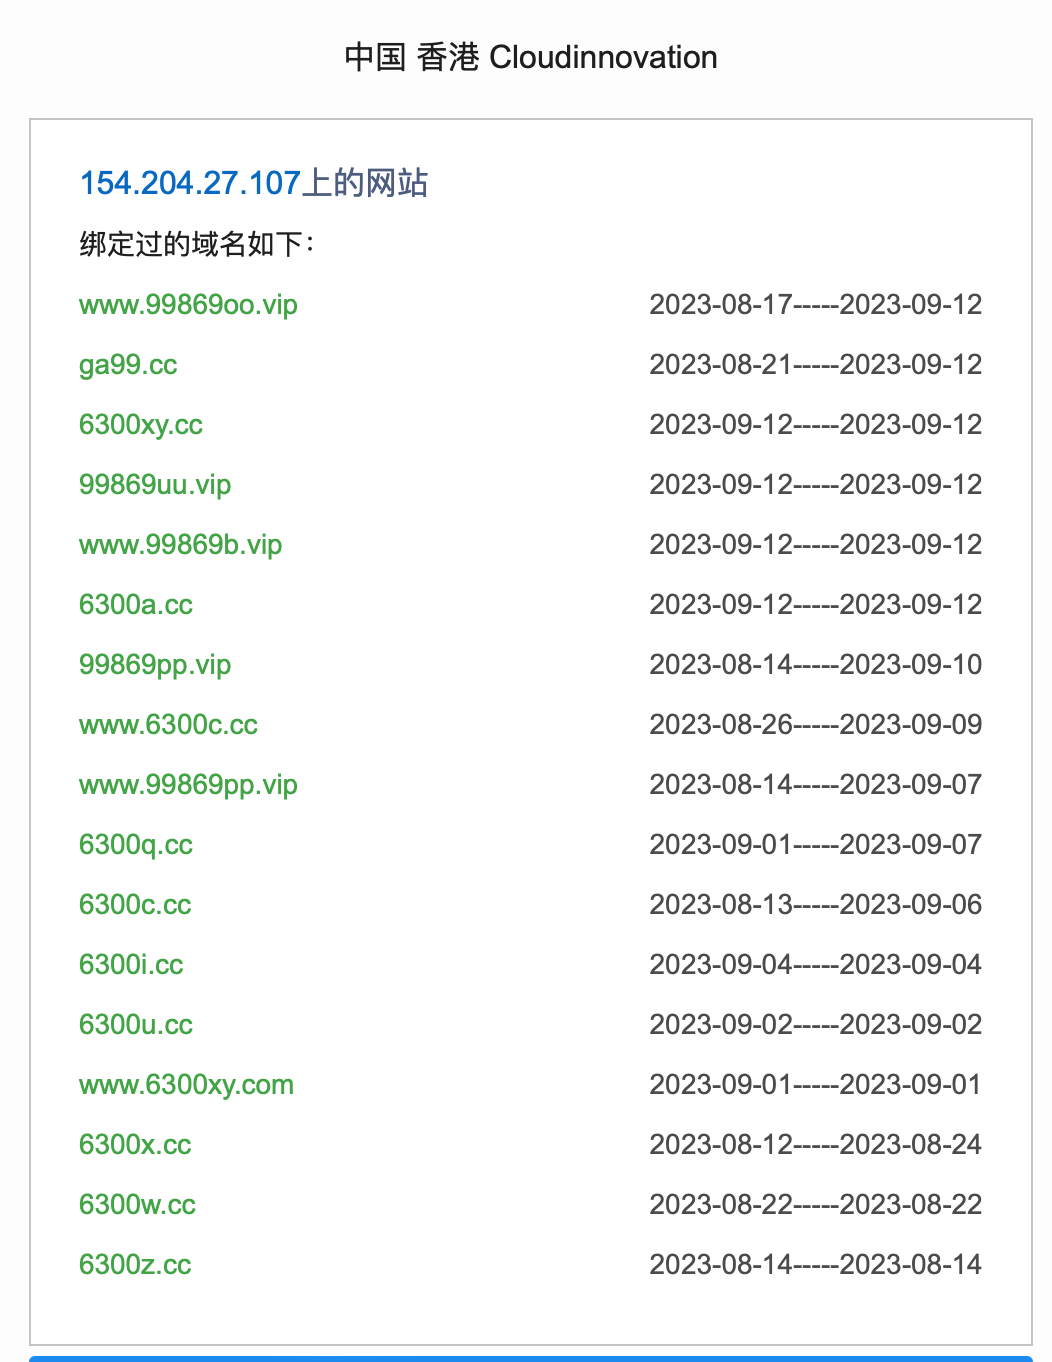 中国 香港 Cloudinnovation
154.204.27.107上的网站
绑定过的域名如下：
www.99869oo.vip 2023-08-17-----2023-09-12
ga99.cc 2023-08-21-----2023-09-12
6300xy.cc 2023-09-12-----2023-09-12
99869uu.vip 2023-09-12-----2023-09-12
www.99869b.vip 2023-09-12-----2023-09-12
6300a.cc 2023-09-12-----2023-09-12
99869pp.vip 2023-08-14-----2023-09-10
www.6300c.cc 2023-08-26-----2023-09-09
www.99869pp.vip 2023-08-14-----2023-09-07
6300q.cc 2023-09-01-----2023-09-07
6300c.cc 2023-08-13-----2023-09-06
6300i.cc 2023-09-04-----2023-09-04
6300u.cc 2023-09-02-----2023-09-02
www.6300xy.com 2023-09-01-----2023-09-01
6300x.cc 2023-08-12-----2023-08-24
6300w.cc 2023-08-22-----2023-08-22
6300z.cc 2023-08-14-----2023-08-14